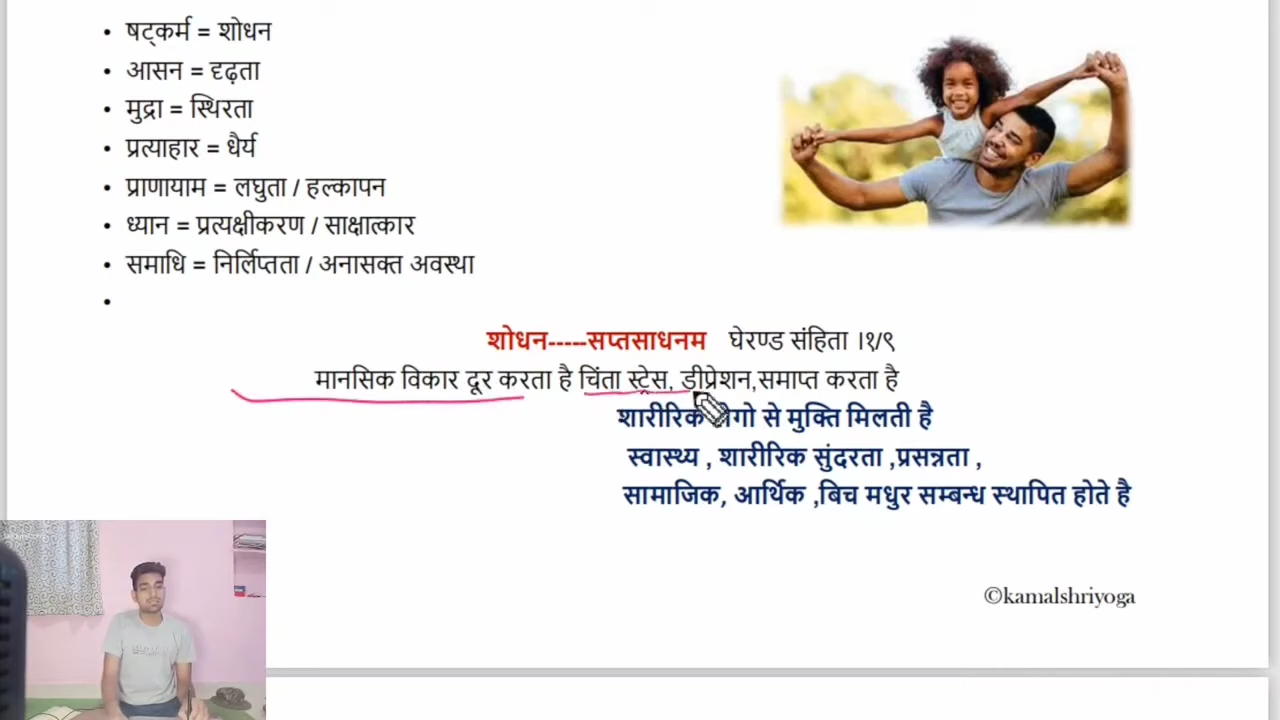 • षट्कर्म = शोधन
• आसन = दृढ़ता
• मुद्रा = स्थिरता
• प्रत्याहार = धैर्य
• प्राणायाम = लघुता / हल्कापन
• ध्यान = प्रत्यक्षीकरण / साक्षात्कार
• समाधि = निर्लिप्तता / अनासक्त अवस्था
•
शोधन-----सप्तसाधनम घेरण्ड संहिता ।१/९
मानसिक विकार दूर करता है चिंता स्ट्रेस, डीप्रेशन,समाप्त करता है
शारीरिक से मुक्ति मिलती है
स्वास्थ्य , शारीरिक सुंदरता ,प्रसन्नता ,
सामाजिक, आर्थिक ,बिच मधुर सम्बन्ध स्थापित होते है
©kamalshriyoga